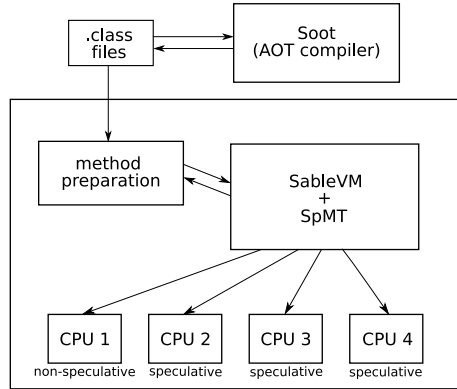 .class
files
Soot
(AOT compiler)
method
preparation
SableVM
+
SpMT
CPU 1
CPU 2
CPU 3
CPU 4
non-speculative
speculative
speculative
speculative